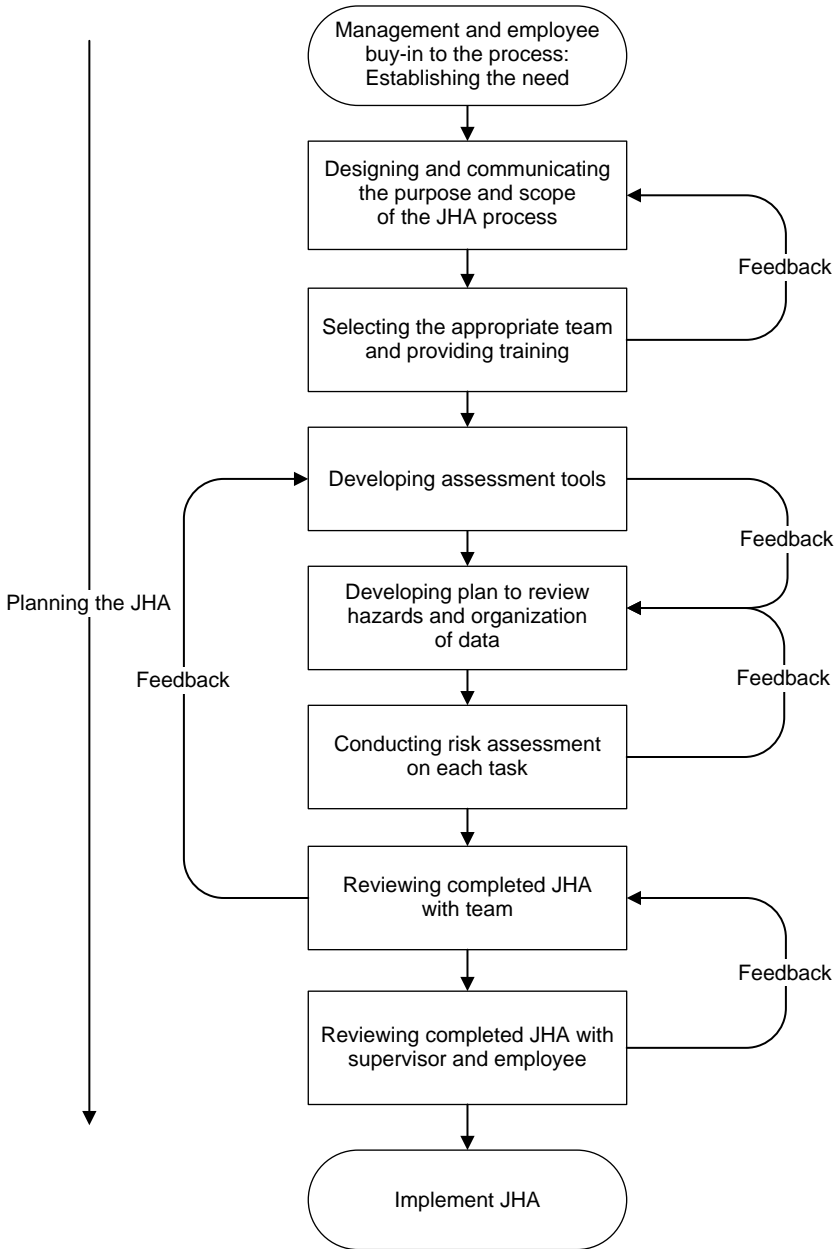 Management and employee
buy-in to the process:
Establishing the need
Designing and communicating
the purpose and scope
of the JHA process
Feedback
Selecting the appropriate team
and providing training
Developing assessment tools
Feedback
Planning the JHA
Developing plan to review
hazards and organization
of data
Feedback
Feedback
Conducting risk assessment
on each task
Reviewing completed JHA
with team
Feedback
Reviewing completed JHA with
supervisor and employee
Implement JHA